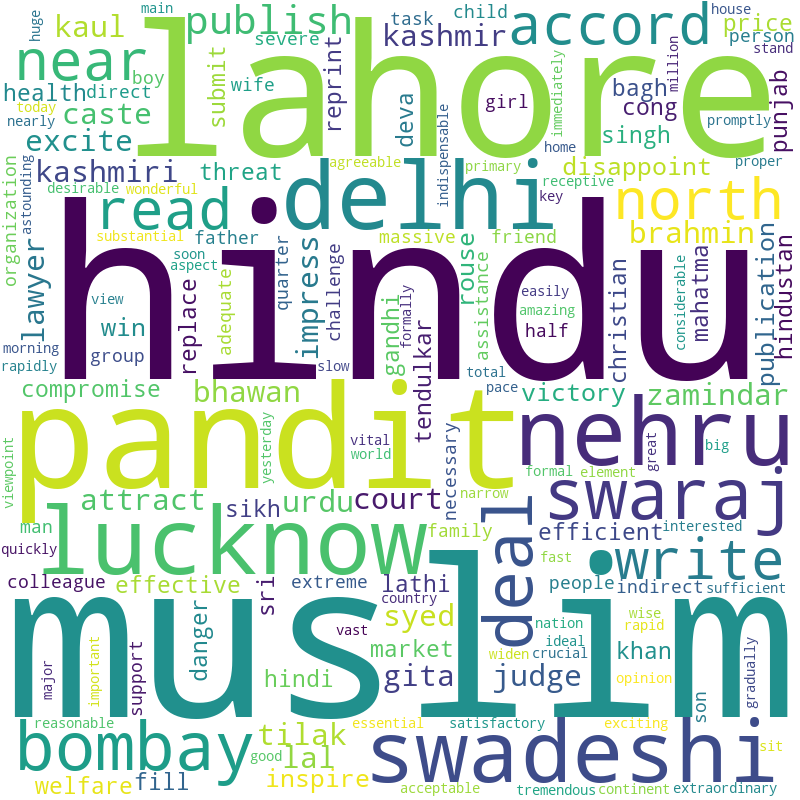 huge
main
kaul
publish
task
child
house
price
accord
kashmir
person
near
lahore
severe
stand
boy
submit
reprint
wife
health
direct
girl
immediately
million
today
nearly
caste
deva
cong
bagh
promptly
punjab
excite
singh
home
kashmiri
threat
agreeable
indispensable
primary
disappoint
proper
organization
astounding
desirable
wonderful
read
delhi
receptive
key
north
substantial
father
massive
friend
brahmin
lawyer
soon
aspect
hindu
quarter
impress
challenge
rouse
assistance
view
win
replace
adequate
gandhi
formally
easily
amazing
half
christian
considerable
mahatma
publication
hindustan
morning
rapidly
group
slow
tendulkar
total
pace
compromise
bhawan
victory
zamindar
pandit
nehru
viewpoint
yesterday
vital
world
necessary
formal
element
great
big
narrow
attract
sikh
urdu
court
swaraj
man
lucknow
family
deal
efficient
interested
quickly
write
fast
colleague
effective
sri
extreme
lathi
country
people
indirect
sufficient
muslim
danger
support
vast
syed
nation
ideal
crucial
wise
rapid
market
widen
khan
major
important
hindi
gita
judge
opinion
son
gradually
reasonable
tilak
essential
satisfactory
exciting
bombay
good
lal
swadeshi
sit
welfare
fill
inspire
acceptable
tremendous
continent
extraordinary